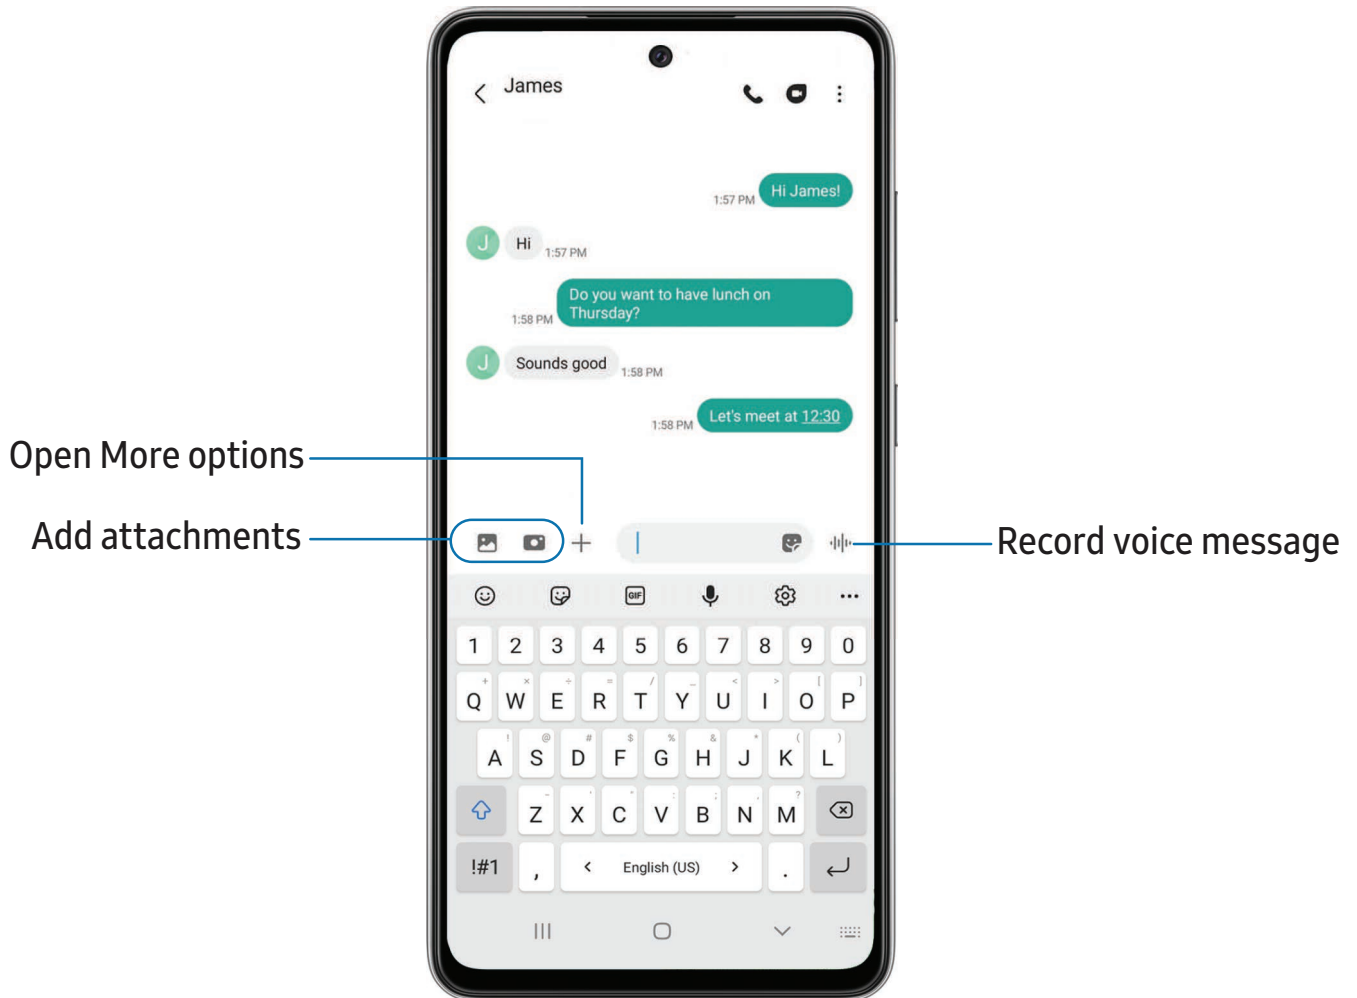 James
Hi James!
1:57 PM
J
Hi
1:57 PM
Do you want to have lunch on
Thursday?
1:58 PM
J
Sounds good
1:58 PM
Let's meet at 12:30
1:58 PM
Open More options
Add attachments
Record voice message
GIF
1 2 3 4 5 6 7 8 9 0
+ × ÷ = / _ < > [ ]
Q W E R T Y U I O P
! @ # $ % & * ( )
A S D F G H J K L
- ' " : ; , ?
Z X C V B N M
!#1 , < English (US) > .